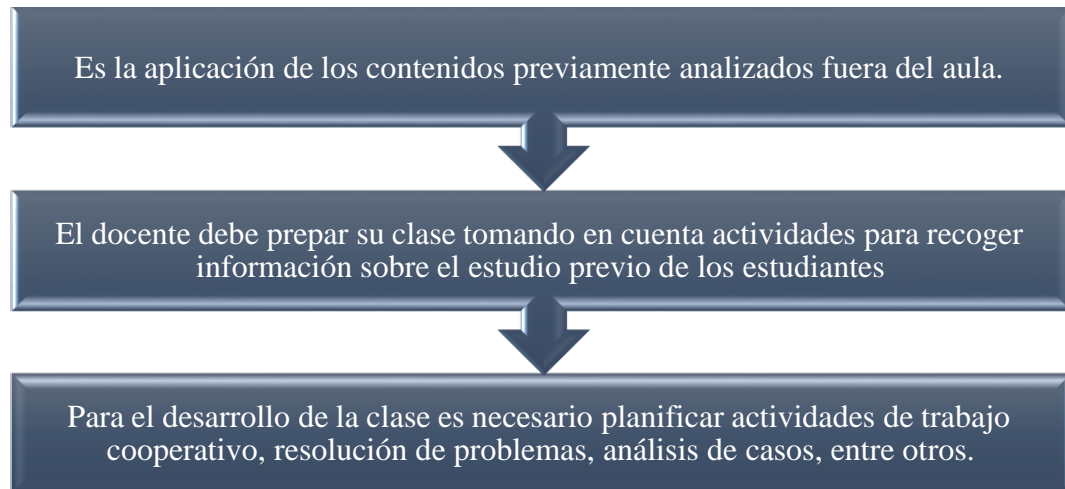 Es la aplicación de los contenidos previamente analizados fuera del aula.
El docente debe prepar su clase tomando en cuenta actividades para recoger
información sobre el estudio previo de los estudiantes
Para el desarrollo de la clase es necesario planificar actividades de trabajo
cooperativo, resolución de problemas, análisis de casos, entre otros.